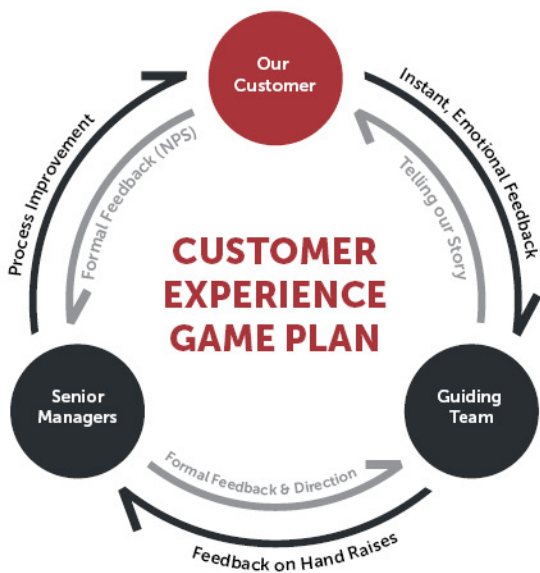 Our
Customer
Process Improvement
Formal Feedback (NPS)
Instant, Emotional Feedback
Telling our Story
CUSTOMER
EXPERIENCE
GAME PLAN
Senior
Managers
Guiding
Team
Formal Feedback & Direction
Feedback on Hand Raises